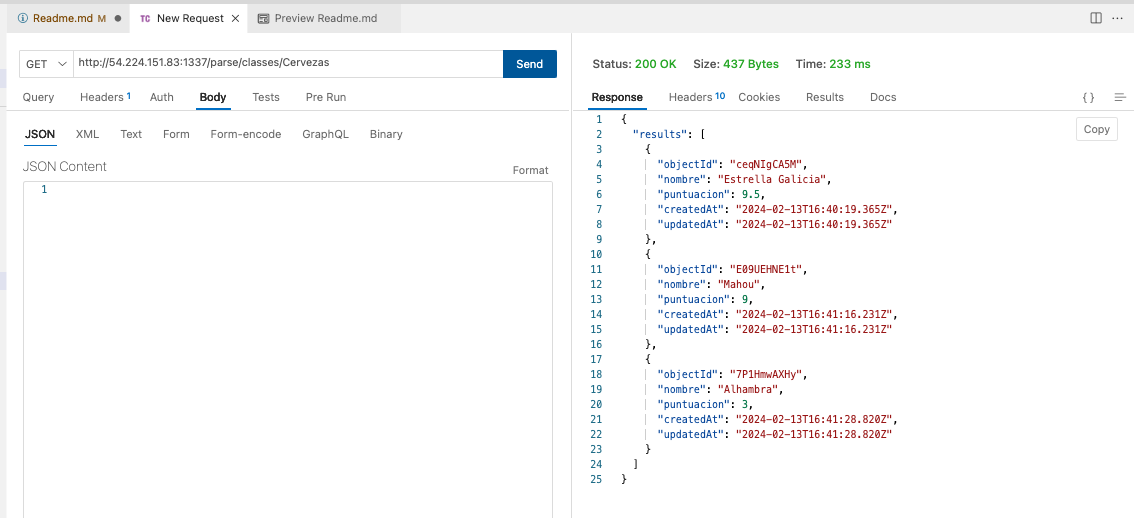 Readme.md M
TC New Request
Preview Readme.md
GET
http://54.224.151.83:1337/parse/classes/Cervezas
Send
Query
Headers 1
Auth
Body
Tests
Pre Run
JSON
XML
Text
Form
Form-encode
GraphQL
Binary
JSON Content
Format
1
Status: 200 OK
Size: 437 Bytes
Time: 233 ms
Response
Headers 10
Cookies
Results
Docs
{ }
Copy
1 {
2 "results": [
3 {
4 "objectId": "ceqNIgCA5M",
5 "nombre": "Estrella Galicia",
6 "puntuacion": 9.5,
7 "createdAt": "2024-02-13T16:40:19.365Z",
8 "updatedAt": "2024-02-13T16:40:19.365Z"
9 },
10 {
11 "objectId": "E09UEHNE1t",
12 "nombre": "Mahou",
13 "puntuacion": 9,
14 "createdAt": "2024-02-13T16:41:16.231Z",
15 "updatedAt": "2024-02-13T16:41:16.231Z"
16 },
17 {
18 "objectId": "7P1HmwAXHy",
19 "nombre": "Alhambra",
20 "puntuacion": 3,
21 "createdAt": "2024-02-13T16:41:28.820Z",
22 "updatedAt": "2024-02-13T16:41:28.820Z"
23 }
24 ]
25 }